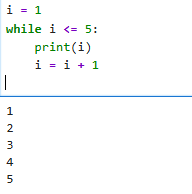 i = 1
while i <= 5:
    print(i)
    i = i + 1
1
2
3
4
5